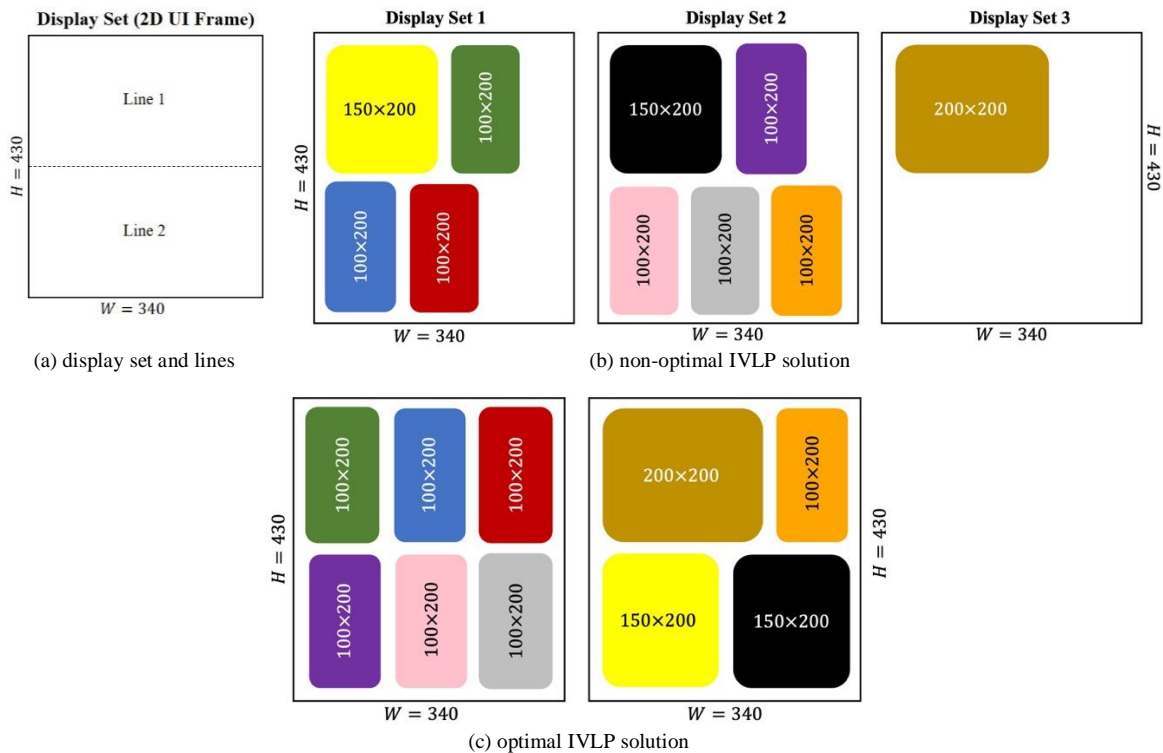 Display Set (2D UI Frame)
Line 1
Line 2
H = 430
W = 340
(a) display set and lines
Display Set 1
Display Set 2
Display Set 3
150×200
100×200
100×200
100×200
H = 430
W = 340
150×200
100×200
100×200
100×200
100×200
W = 340
200×200
H = 430
(b) non-optimal IVLP solution
100×200
100×200
100×200
100×200
100×200
100×200
H = 430
W = 340
200×200
100×200
150×200
150×200
H = 430
W = 340
(c) optimal IVLP solution